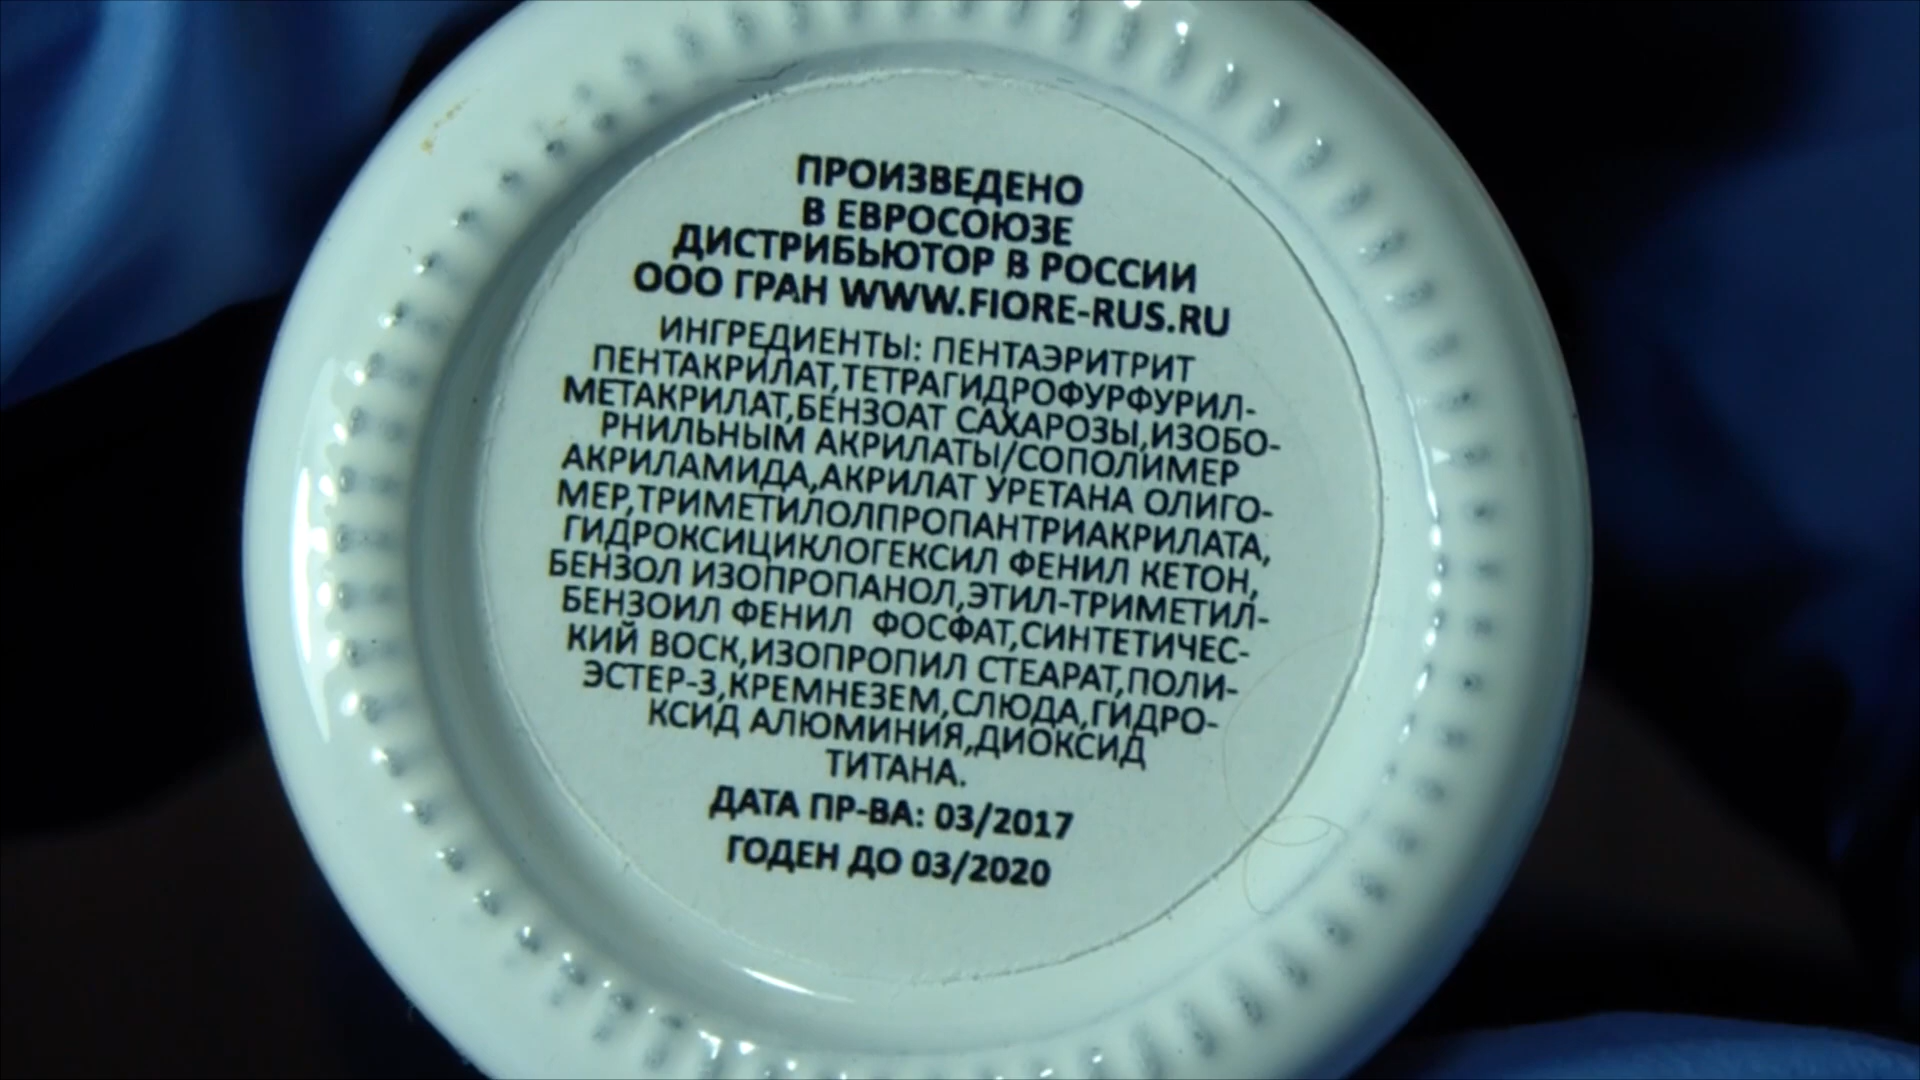 ПРОИЗВЕДЕНО
В ЕВРОСОЮЗЕ
ДИСТРИБЬЮТОР В РОССИИ
ООО ГРАН WWW.FIORE-RUS.RU
ИНГРЕДИЕНТЫ: ПЕНТАЭРИТРИТ
ПЕНТАКРИЛАТ,ТЕТРАГИДРОФУРФУРИЛ-
МЕТАКРИЛАТ,БЕНЗОАТ САХАРОЗЫ,ИЗОБО-
РНИЛЬНЫМ АКРИЛАТЫ/СОПОЛИМЕР
АКРИЛАМИДА,АКРИЛАТ УРЕТАНА ОЛИГО-
МЕР,ТРИМЕТИЛОЛПРОПАНТРИАКРИЛАТА,
ГИДРОКСИЦИКЛОГЕКСИЛ ФЕНИЛ КЕТОН,
БЕНЗОЛ ИЗОПРОПАНОЛ,ЭТИЛ-ТРИМЕТИЛ-
БЕНЗОИЛ ФЕНИЛ ФОСФАТ,СИНТЕТИЧЕС-
КИЙ ВОСК,ИЗОПРОПИЛ СТЕАРАТ,ПОЛИ-
ЭСТЕР-3,КРЕМНЕЗЕМ,СЛЮДА,ГИДРО-
КСИД АЛЮМИНИЯ,ДИОКСИД
ТИТАНА.
ДАТА ПР-ВА: 03/2017
ГОДЕН ДО 03/2020